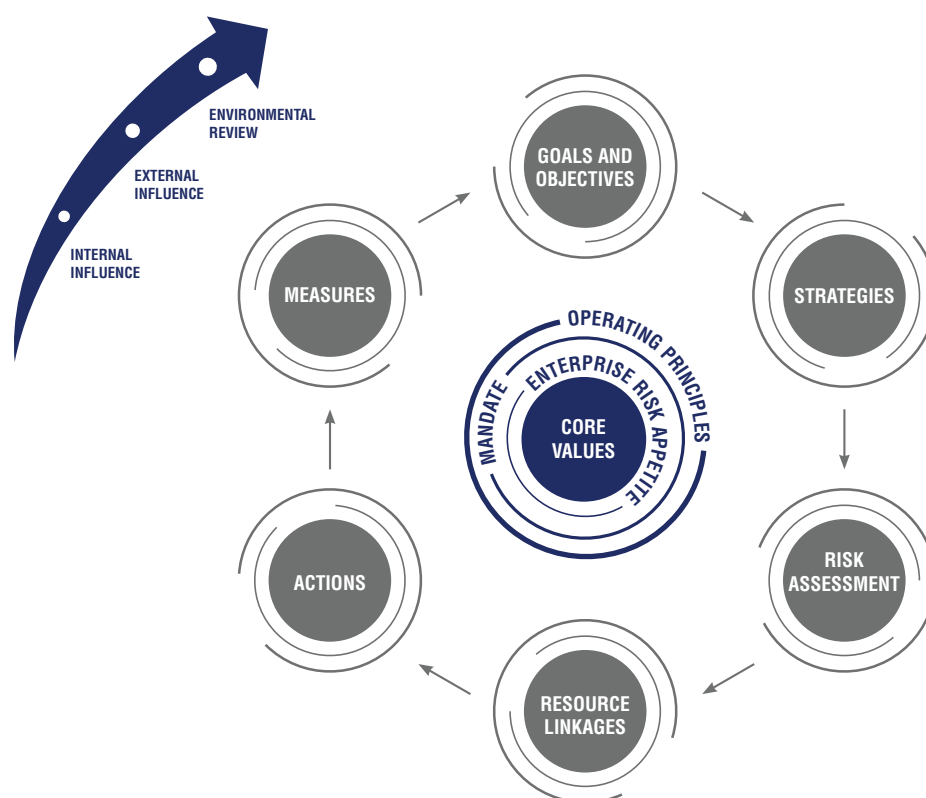 ENVIRONMENTAL
REVIEW
EXTERNAL
INFLUENCE
INTERNAL
INFLUENCE
GOALS AND
OBJECTIVES
STRATEGIES
RISK
ASSESSMENT
RESOURCE
LINKAGES
ACTIONS
MEASURES
OPERATING PRINCIPLES
MANDATE
ENTERPRISE RISK APPETITE
CORE
VALUES